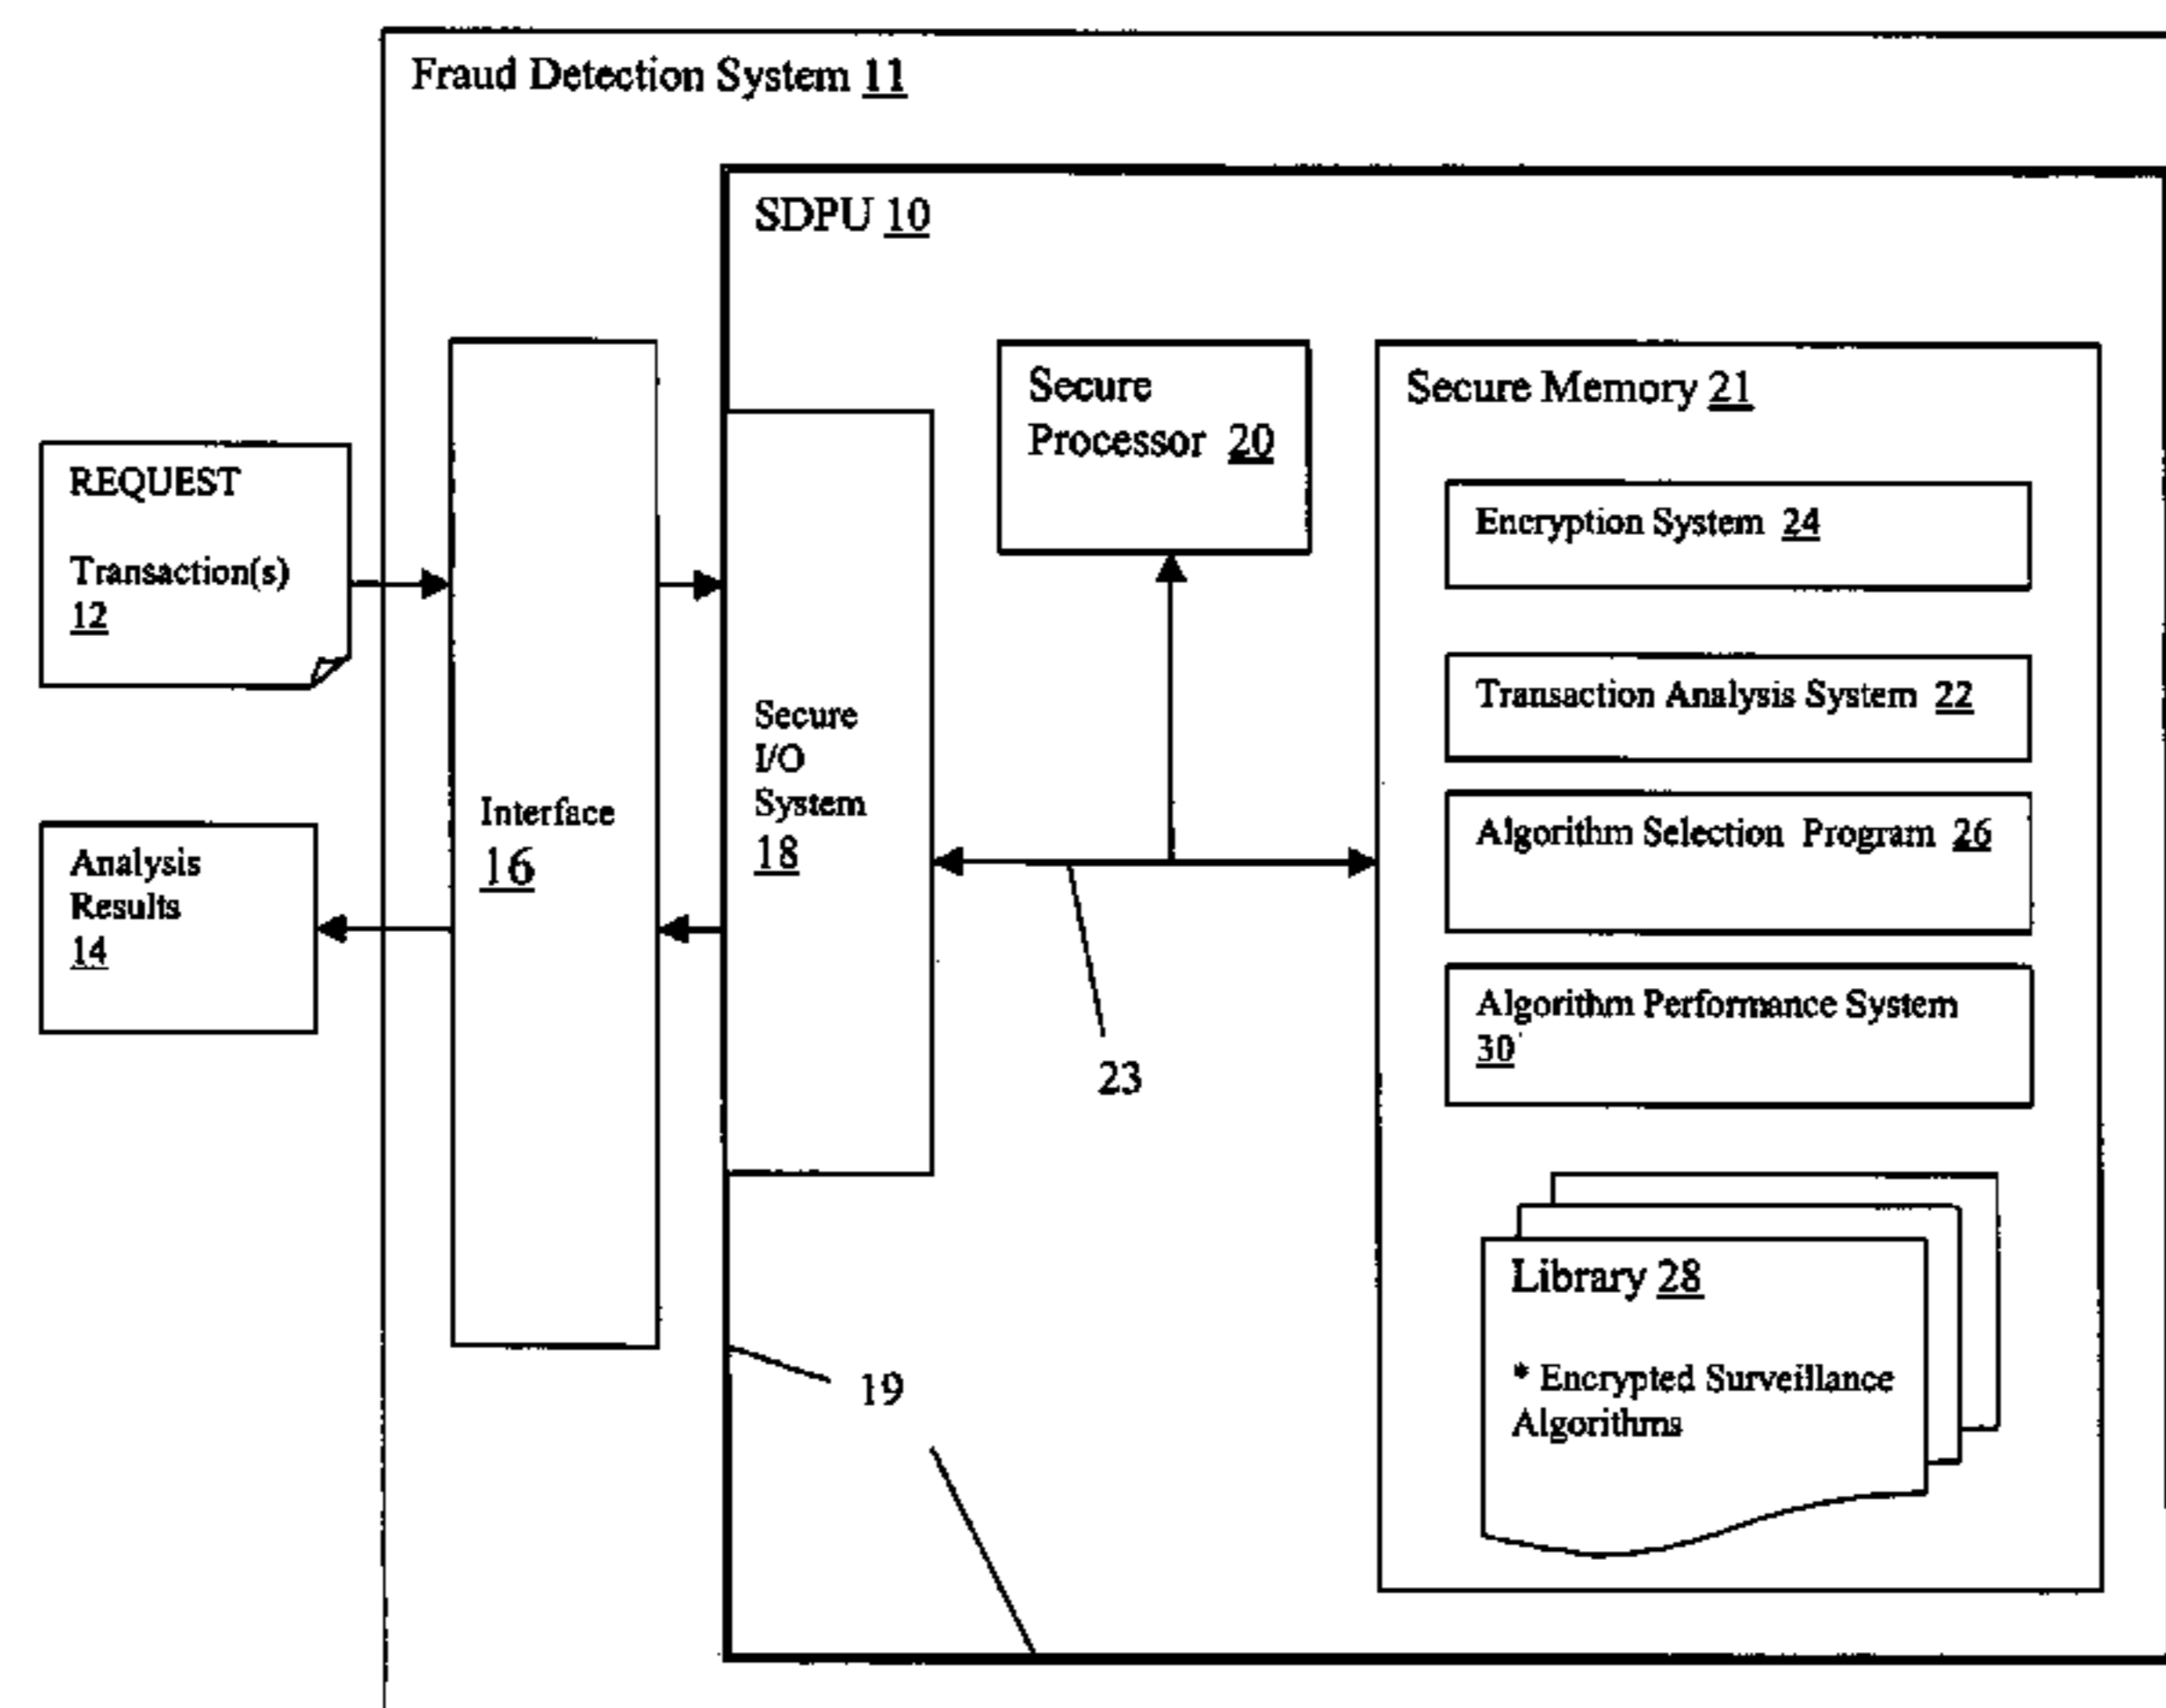 Fraud Detection System 11
SDPU 10
REQUEST
Transaction(s)
12
Analysis
Results
14
Interface
16
Secure
I/O
System
18
Secure
Processor 20
23
19
Secure Memory 21
Encryption System 24
Transaction Analysis System 22
Algorithm Selection Program 26
Algorithm Performance System
30
Library 28
* Encrypted Surveillance
Algorithms